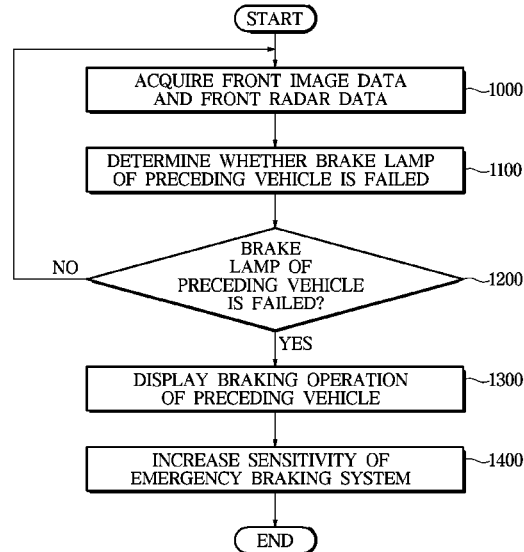 START
ACQUIRE FRONT IMAGE DATA
AND FRONT RADAR DATA
1000
DETERMINE WHETHER BRAKE LAMP
OF PRECEDING VEHICLE IS FAILED
1100
BRAKE
LAMP OF
PRECEDING VEHICLE
IS FAILED?
1200
NO
YES
DISPLAY BRAKING OPERATION
OF PRECEDING VEHICLE
1300
INCREASE SENSITIVITY OF
EMERGENCY BRAKING SYSTEM
1400
END